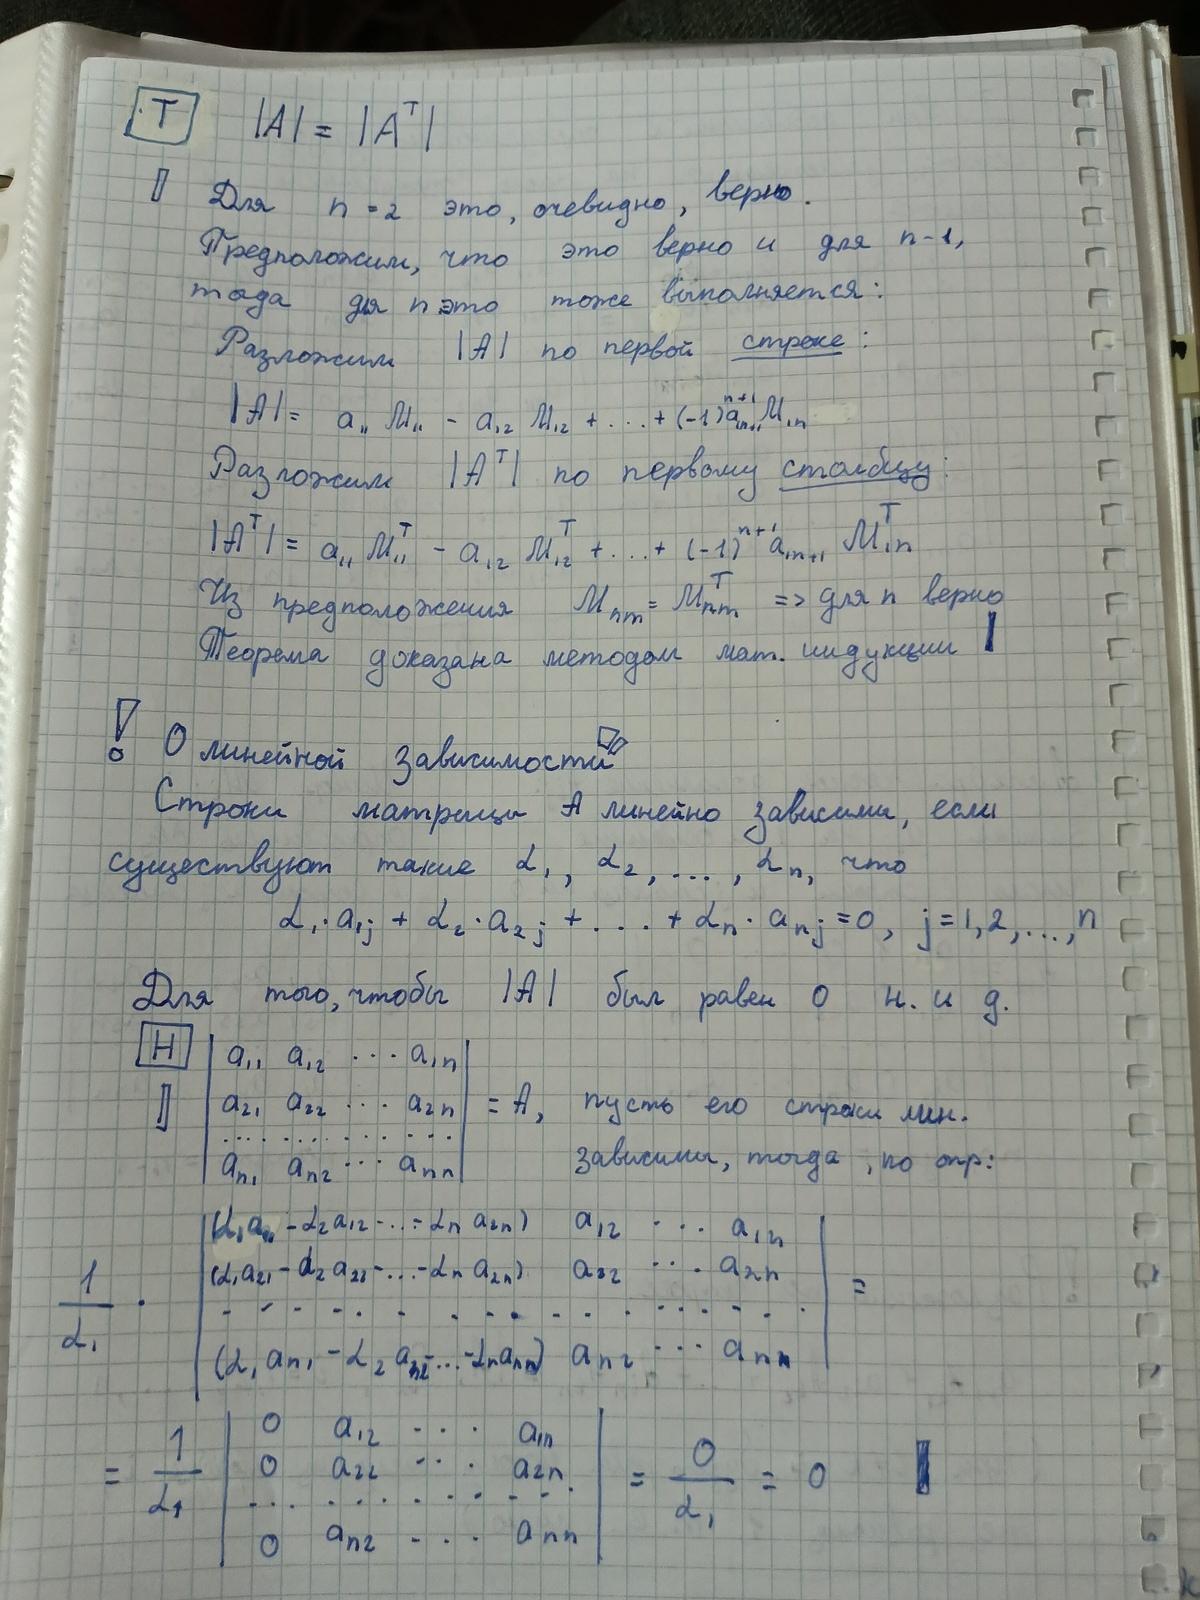 Т |A| = |Aᵀ|
Для n = 2 это, очевидно, верно.
Предположим, что это верно и для n-1,
тогда для n это тоже выполняется:
Разложим |A| по первой строке:
|A| = a₁₁ M₁₁ - a₁₂ M₁₂ + ... + (-1)ⁿ⁺¹ a₁ₙ₊₁ M₁ₙ
Разложим |Aᵀ| по первому столбцу:
|Aᵀ| = a₁₁ M₁₁ᵀ - a₁₂ M₁₂ᵀ + ... + (-1)ⁿ⁺¹ a₁ₙ₊₁ M₁ₙᵀ
Из предположения Mₙₘ = Mₙₘᵀ => для n верно
Теорема доказана методом мат. индукции
! О линейной зависимости
Строки матрицы A линейно зависимы, если
существуют такие α₁, α₂, ..., αₙ, что
α₁·a₁ⱼ + α₂·a₂ⱼ + ... + αₙ·aₙⱼ = 0, j = 1, 2, ..., n
Для того, чтобы |A| был равен 0 н. и д.
Н
| a₁₁ a₁₂ ... a₁ₙ |
| a₂₁ a₂₂ ... a₂ₙ | = A, пусть его строки лин.
| ............ |
| aₙ₁ aₙ₂ ... aₙₙ | зависимы, тогда, по опр:
| (α₁a₁₁ - α₂a₁₂ - ... - αₙa₂ₙ) a₁₂ ... a₁ₙ |
1/α₁ · | (α₁a₂₁ - α₂a₂₂ - ... - αₙa₂ₙ) a₂₂ ... a₂ₙ | =
| - - - - - - - - - - - - |
| (α₁aₙ₁ - α₂aₙ₂ - ... - αₙaₙₙ) aₙ₂ ... aₙₙ |
| 0 a₁₂ ... a₁ₙ |
= 1/α₁ | 0 a₂₂ ... a₂ₙ | = 0/α₁ = 0
| ............ |
| 0 aₙ₂ ... aₙₙ |